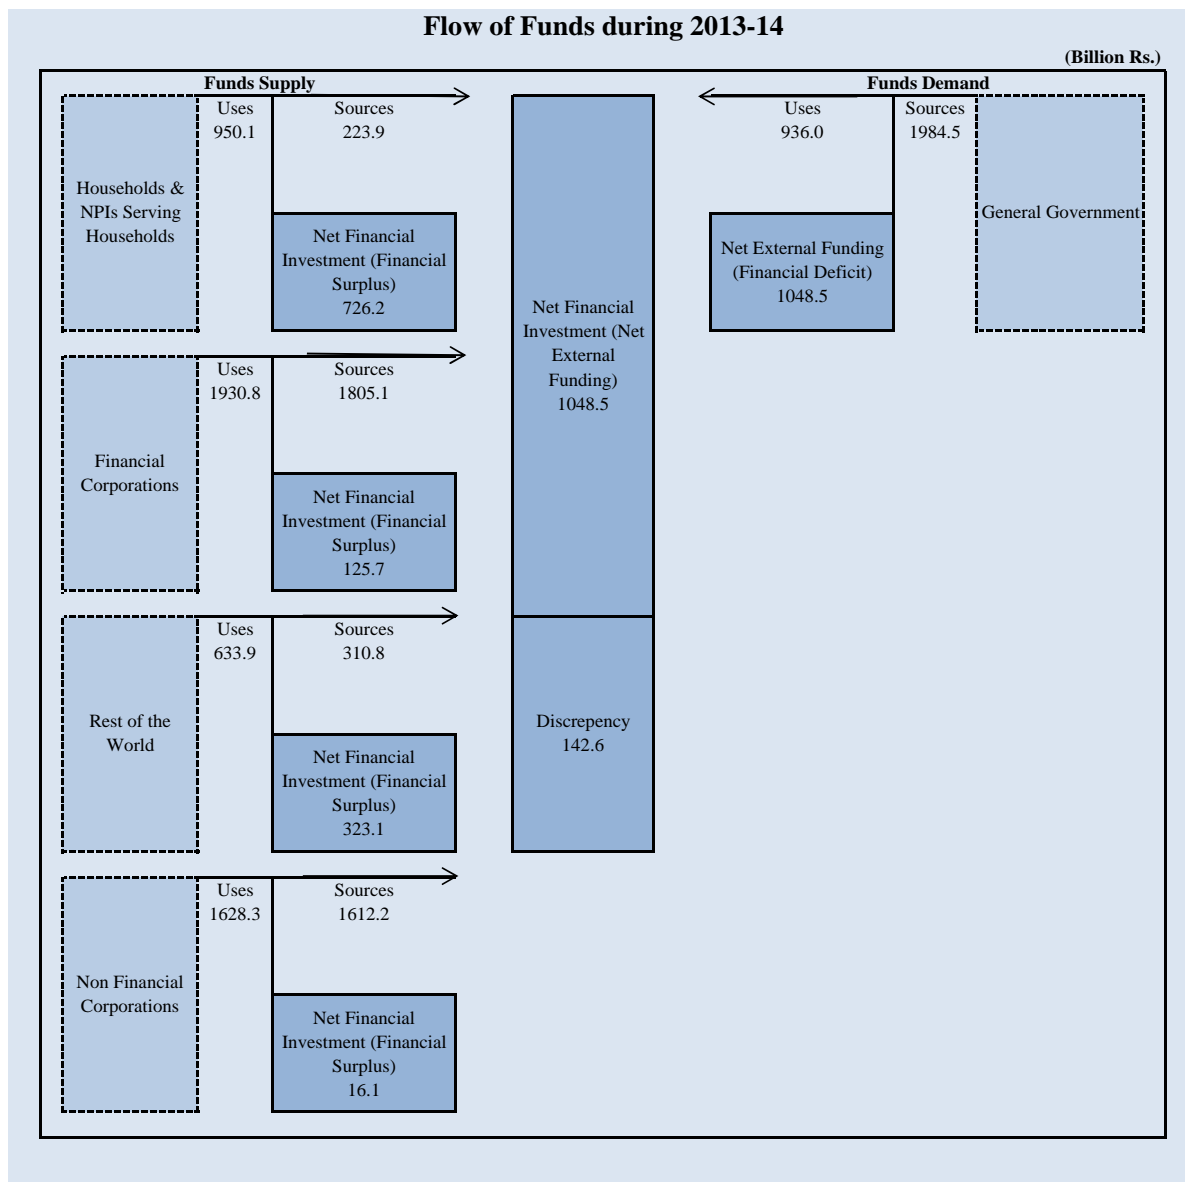 Flow of Funds during 2013-14
(Billion Rs.)
Funds Supply
Funds Demand
Uses
950.1
Sources
223.9
Households &
NPIs Serving
Households
Net Financial
Investment (Financial
Surplus)
726.2
Uses
1930.8
Sources
1805.1
Financial
Corporations
Net Financial
Investment (Financial
Surplus)
125.7
Uses
633.9
Sources
310.8
Rest of the
World
Net Financial
Investment (Financial
Surplus)
323.1
Uses
1628.3
Sources
1612.2
Non Financial
Corporations
Net Financial
Investment (Financial
Surplus)
16.1
Net Financial
Investment (Net
External
Funding)
1048.5
Discrepency
142.6
Uses
936.0
Sources
1984.5
General Government
Net External Funding
(Financial Deficit)
1048.5